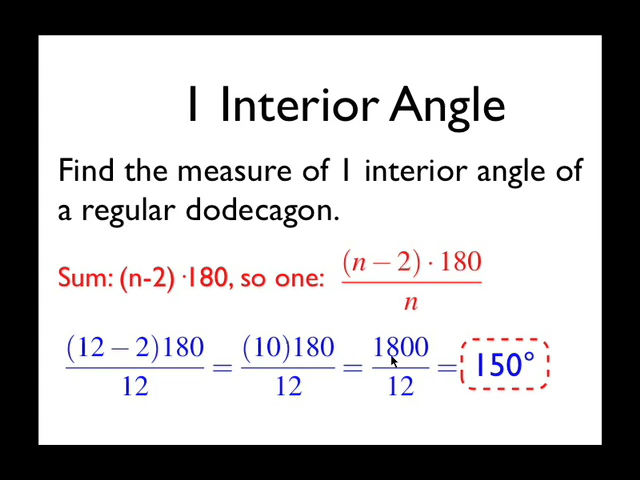 1 Interior Angle
Find the measure of 1 interior angle of
a regular dodecagon.
Sum: (n-2) ·180, so one: (n − 2) · 180 / n
(12 − 2)180 / 12 = (10)180 / 12 = 1800 / 12 = 150°